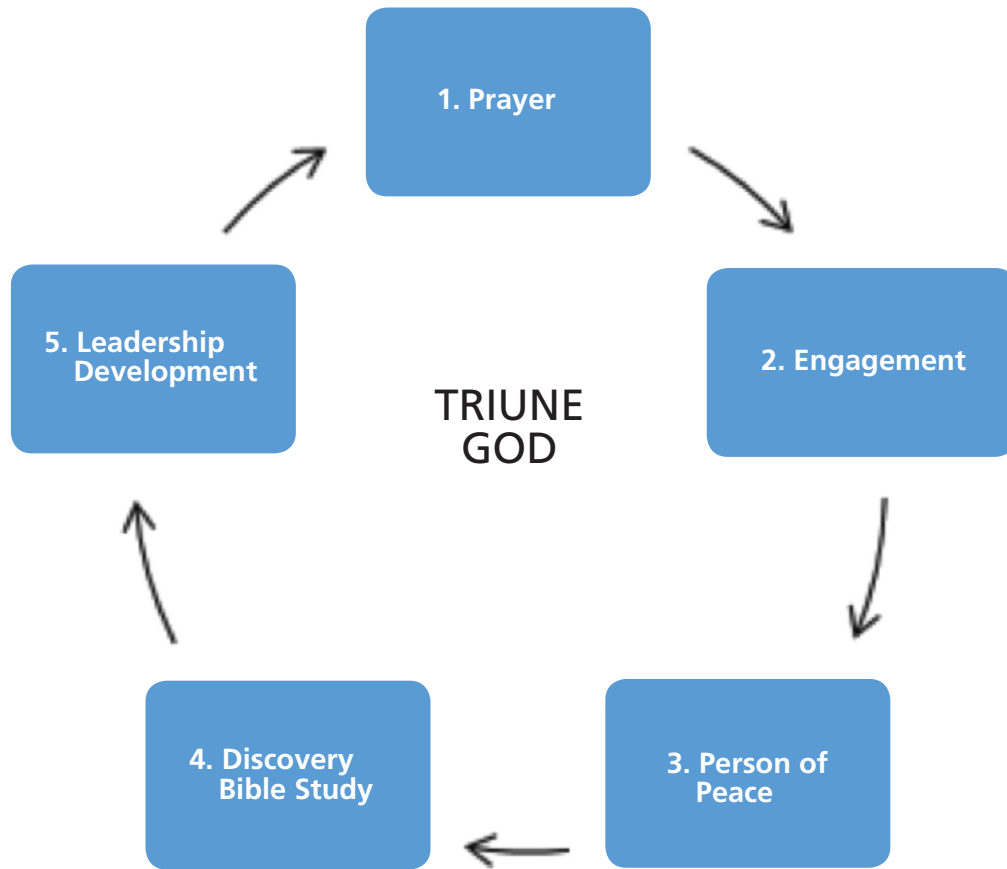 1. Prayer
2. Engagement
3. Person of
Peace
4. Discovery
Bible Study
5. Leadership
Development
TRIUNE
GOD